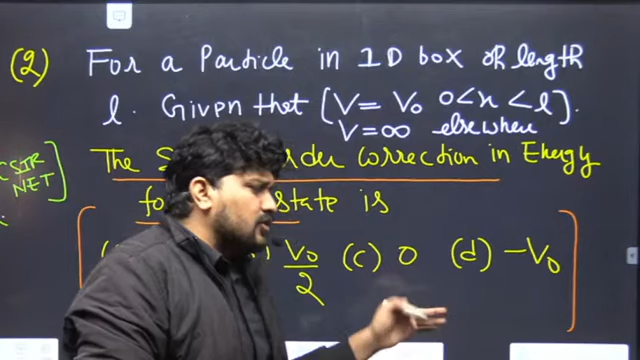 (2) For a Particle in 1D box of length
l. Given that (V = V₀ 0<x<l).
V = ∞ elsewhere
CSIR
NET
The S rder correction in Energy
fo state is
V₀/2 (c) 0 (d) -V₀